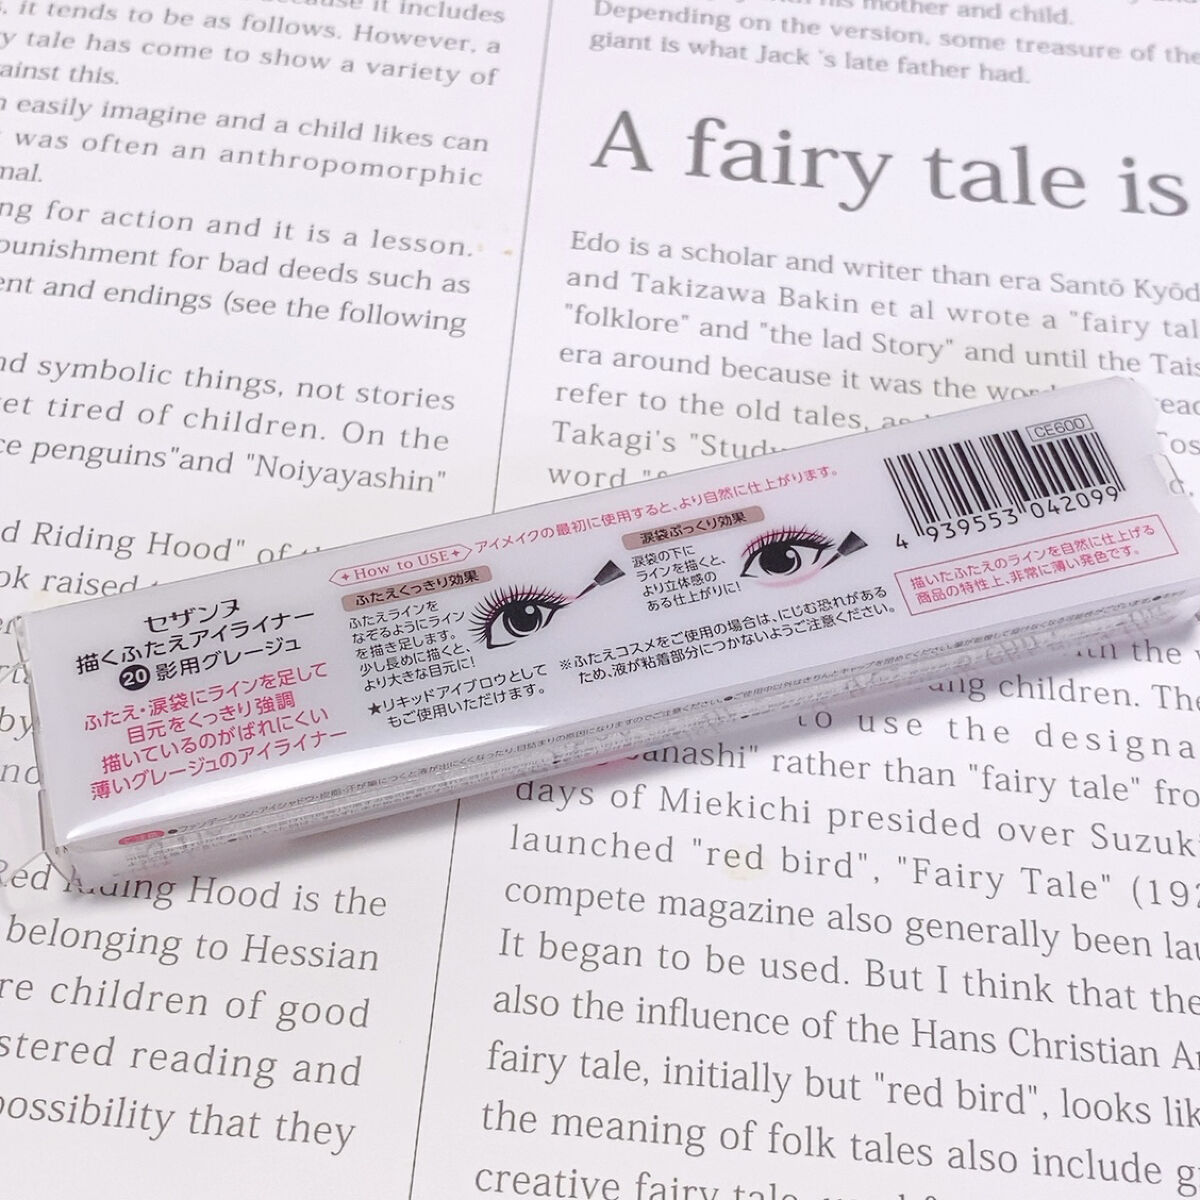 it tends to be as follows. However, a
tale has come to show a variety of
this.
easily imagine and a child likes can
was often an anthropomorphic
for action and it is a lesson.
punishment for bad deeds such as
and endings (see the following
symbolic things, not stories
tired of children. On the
penguins"and "Noiyayashin"
Riding Hood" of
raised
Hood is the
belonging to Hessian
children of good
reading and
possibility that they
mother and child.
Depending on the version, some treasure of the
giant is what Jack 's late father had.
A fairy tale is
Edo is a scholar and writer than era Santō
and Takizawa Bakin et al wrote a "fairy
"folklore" and "the lad Story" and until the
era around because it was the
refer to the old tales,
Takagi's
word
children. The
to use the
rather than "fairy tale"
days of Miekichi presided over
launched "red bird", "Fairy Tale"
compete magazine also generally been
It began to be used. But I think that
also the influence of the Hans Christian
fairy tale, initially but "red bird", looks
the meaning of folk tales also include
creative fairy
セザンヌ
描くふたえアイライナー
20 影用グレージュ
ふたえ・涙袋にラインを足して
目元をくっきり強調
描いているのがばれにくい
薄いグレージュのアイライナー
How to USE アイメイクの最初に使用すると、より自然に仕上がります。
ふたえくっきり効果
ふたえラインを
なぞるようにライン
を描き足します。
少し長めに描くと、
より大きな目元に!
★リキッドアイブロウとして
もご使用いただけます。
涙袋ぷっくり効果
涙袋の下に
ラインを描くと、
より立体感の
ある仕上がりに!
※ふたえコスメをご使用の場合は、にじむ恐れがある
ため、液が粘着部分につかないようご注意ください。
CE600
4 939553 042099
描いたふたえのラインを自然に仕上げる
商品の特性上、非常に薄い発色です。